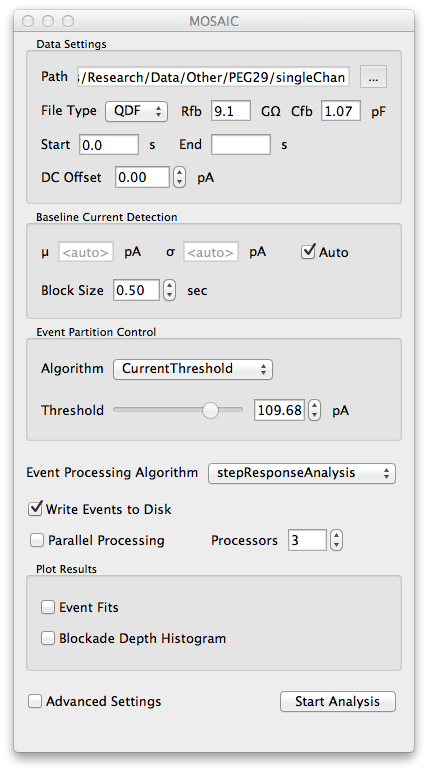 MOSAIC
Data Settings
Path s/Research/Data/Other/PEG29/singleChan ...
File Type QDF Rfb 9.1 GΩ Cfb 1.07 pF
Start 0.0 s End s
DC Offset 0.00 pA
Baseline Current Detection
μ <auto> pA σ <auto> pA Auto
Block Size 0.50 sec
Event Partition Control
Algorithm CurrentThreshold
Threshold 109.68 pA
Event Processing Algorithm stepResponseAnalysis
Write Events to Disk
Parallel Processing Processors 3
Plot Results
Event Fits
Blockade Depth Histogram
Advanced Settings Start Analysis